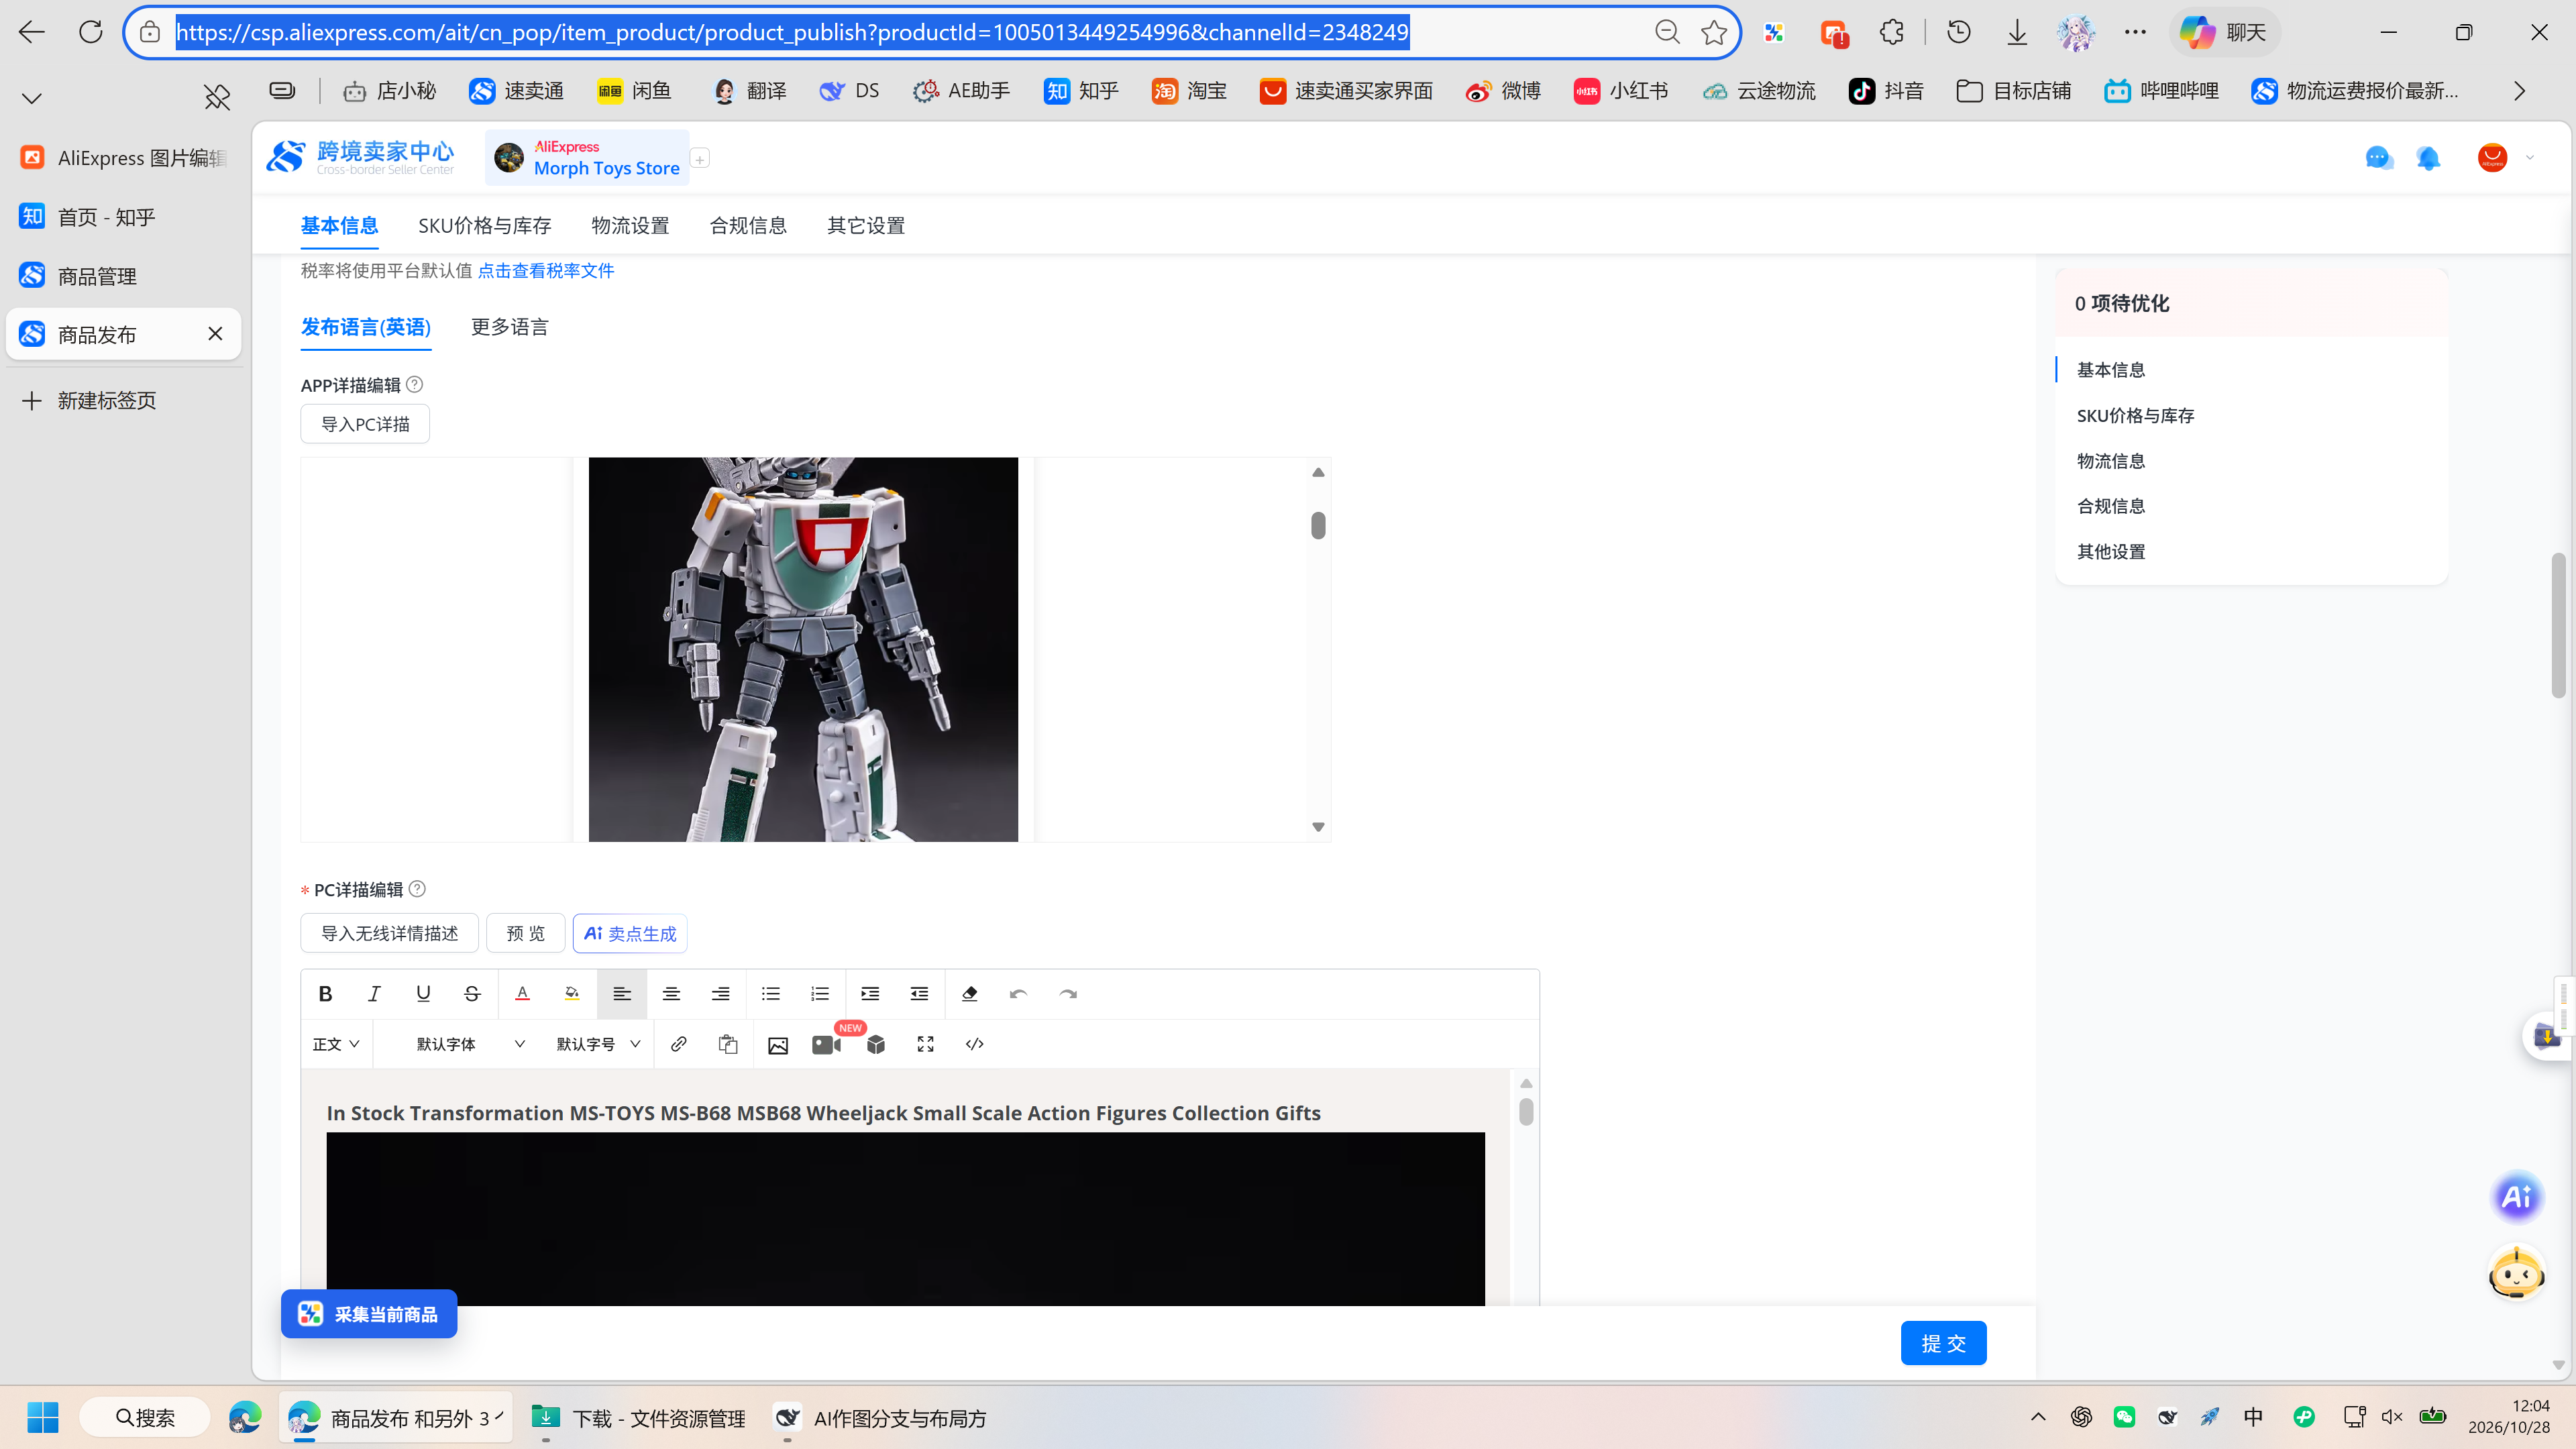 https://csp.aliexpress.com/ait/cn_pop/item_product/product_publish?productId=1005013449254996&channelId=2348249
聊天
店小秘
速卖通
闲鱼
翻译
DS
AE助手
知乎
淘宝
速卖通买家界面
微博
小红书
云途物流
抖音
目标店铺
哔哩哔哩
物流运费报价最新...
AliExpress 图片编辑
首页 - 知乎
商品管理
商品发布
新建标签页
跨境卖家中心
Cross-border Seller Center
AliExpress
Morph Toys Store
基本信息
SKU价格与库存
物流设置
合规信息
其它设置
税率将使用平台默认值 点击查看税率文件
发布语言(英语)
更多语言
APP详描编辑
导入PC详描
0 项待优化
基本信息
SKU价格与库存
物流信息
合规信息
其他设置
* PC详描编辑
导入无线详情描述
预 览
Ai 卖点生成
正文
默认字体
默认字号
NEW
In Stock Transformation MS-TOYS MS-B68 MSB68 Wheeljack Small Scale Action Figures Collection Gifts
采集当前商品
提 交
Ai
搜索
商品发布 和另外 3
下载 - 文件资源管理
AI作图分支与布局方
中
12:04
2026/10/28